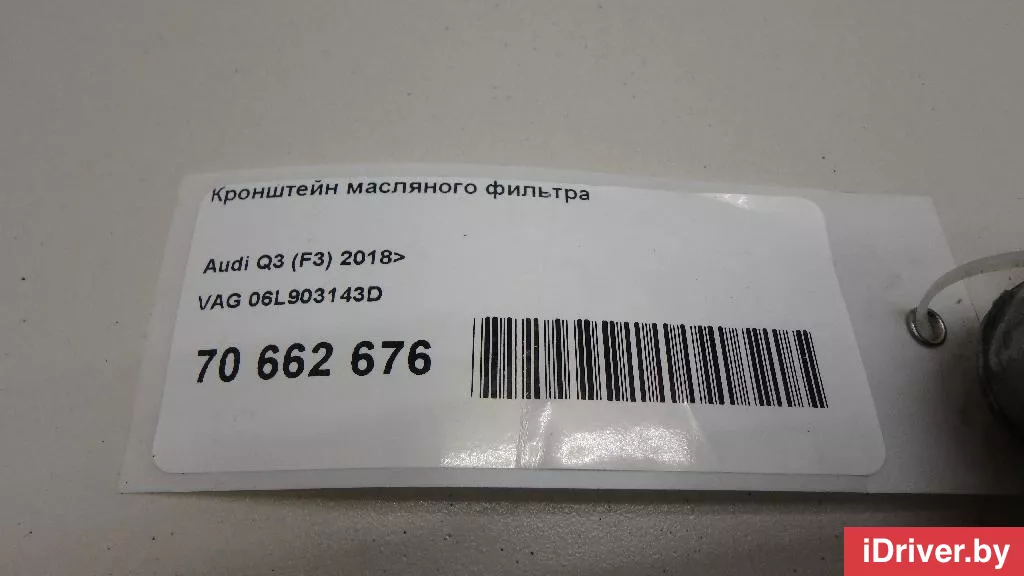 Кронштейн масляного фильтра
Audi Q3 (F3) 2018>
VAG 06L903143D
70 662 676
iDriver.by